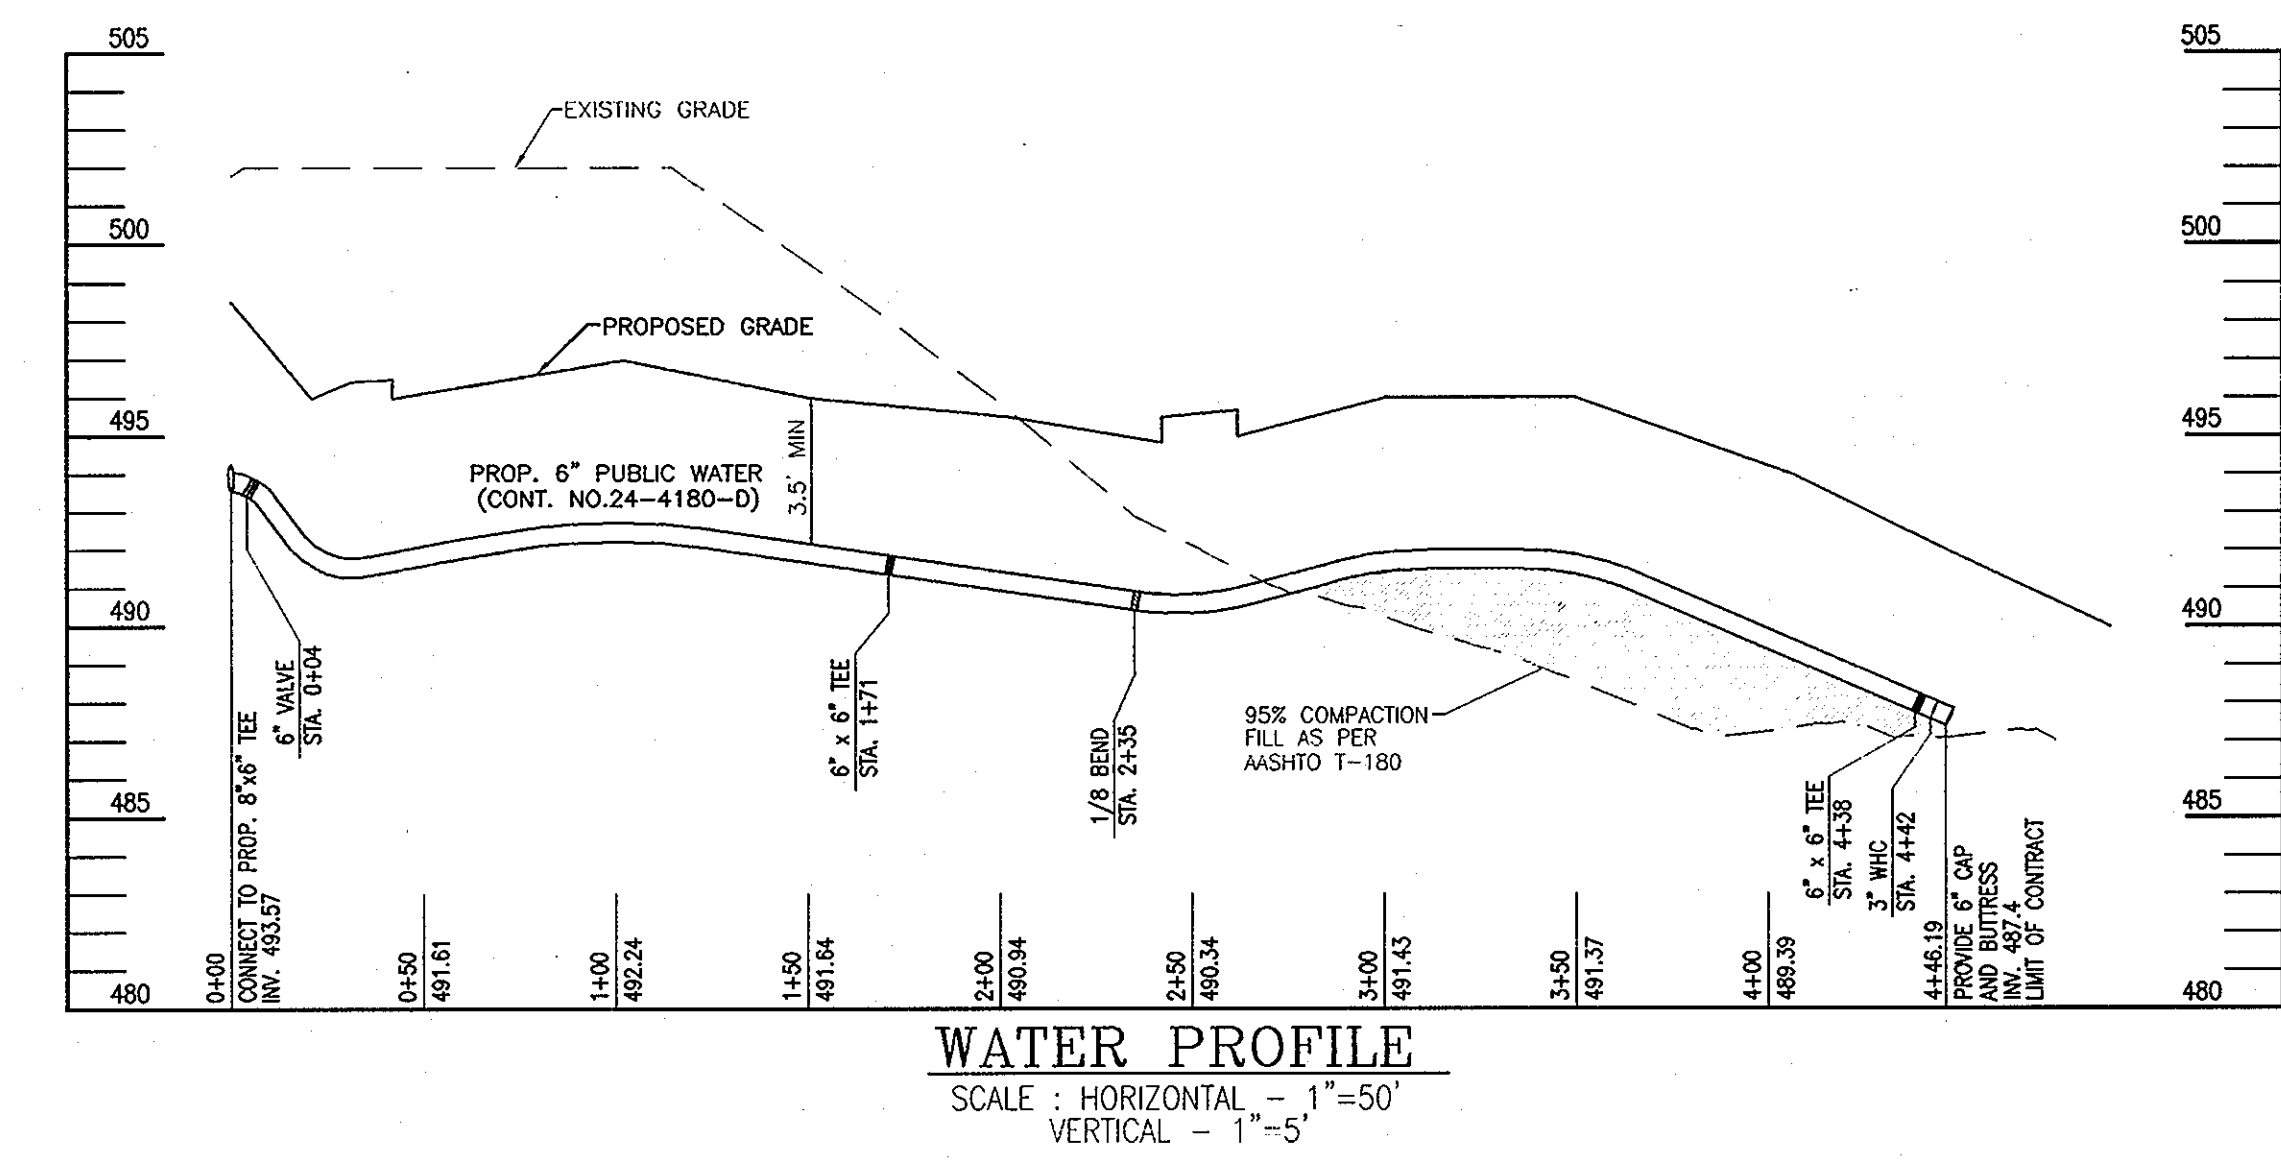 505
505
EXISTING GRADE
500
500
PROPOSED GRADE
495
495
PROP. 6" PUBLIC WATER
(CONT. NO.24-4180-D)
3.5' MIN
490
490
6" VALVE
STA. 0+04
6" x 6" TEE
STA. 1+71
1/8 BEND
STA. 2+35
95% COMPACTION
FILL AS PER
AASHTO T-180
485
485
6" x 6" TEE
STA. 4+38
3" WHC
STA. 4+42
0+00
CONNECT TO PROP. 8"x6" TEE
INV. 493.57
0+50
491.61
1+00
492.24
1+50
491.64
2+00
490.94
2+50
490.34
3+00
491.43
3+50
491.37
4+00
489.39
4+46.19
PROVIDE 6" CAP
AND BUTTRESS
INV. 487.4
LIMIT OF CONTRACT
480
480
WATER PROFILE
SCALE : HORIZONTAL - 1"=50'
VERTICAL - 1"=5'